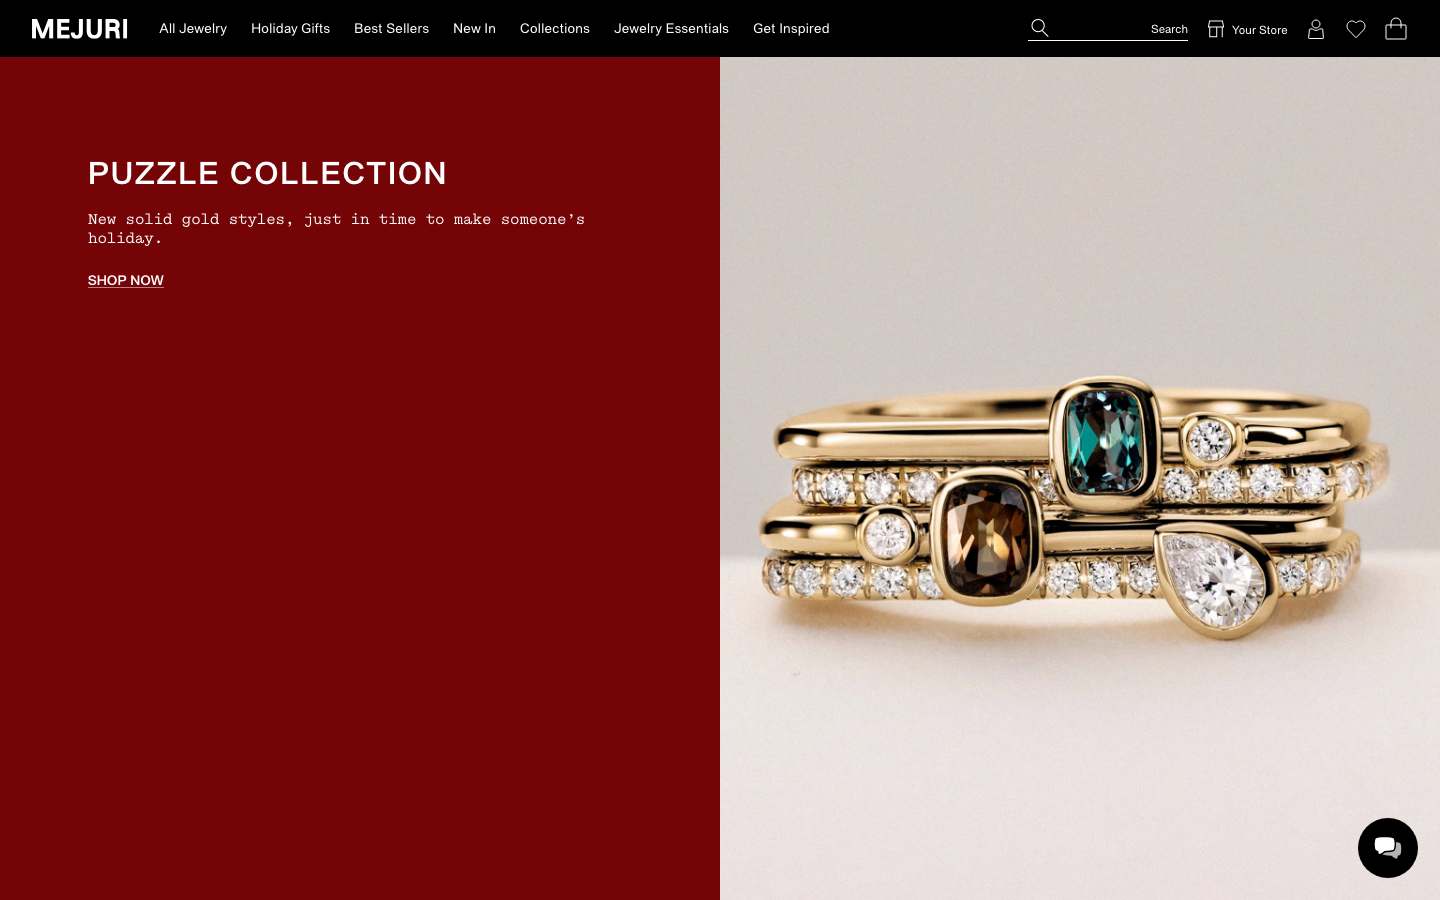 MEJURI
All Jewelry
Holiday Gifts
Best Sellers
New In
Collections
Jewelry Essentials
Get Inspired
Search
Your Store
PUZZLE COLLECTION
New solid gold styles, just in time to make someone’s
holiday.
SHOP NOW